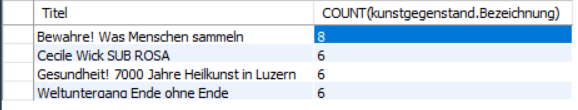 Titel COUNT(kunstgegenstand.Bezeichnung)
Bewahre! Was Menschen sammeln 8
Cecile Wick SUB ROSA 6
Gesundheit! 7000 Jahre Heilkunst in Luzern 6
Weltuntergang Ende ohne Ende 6